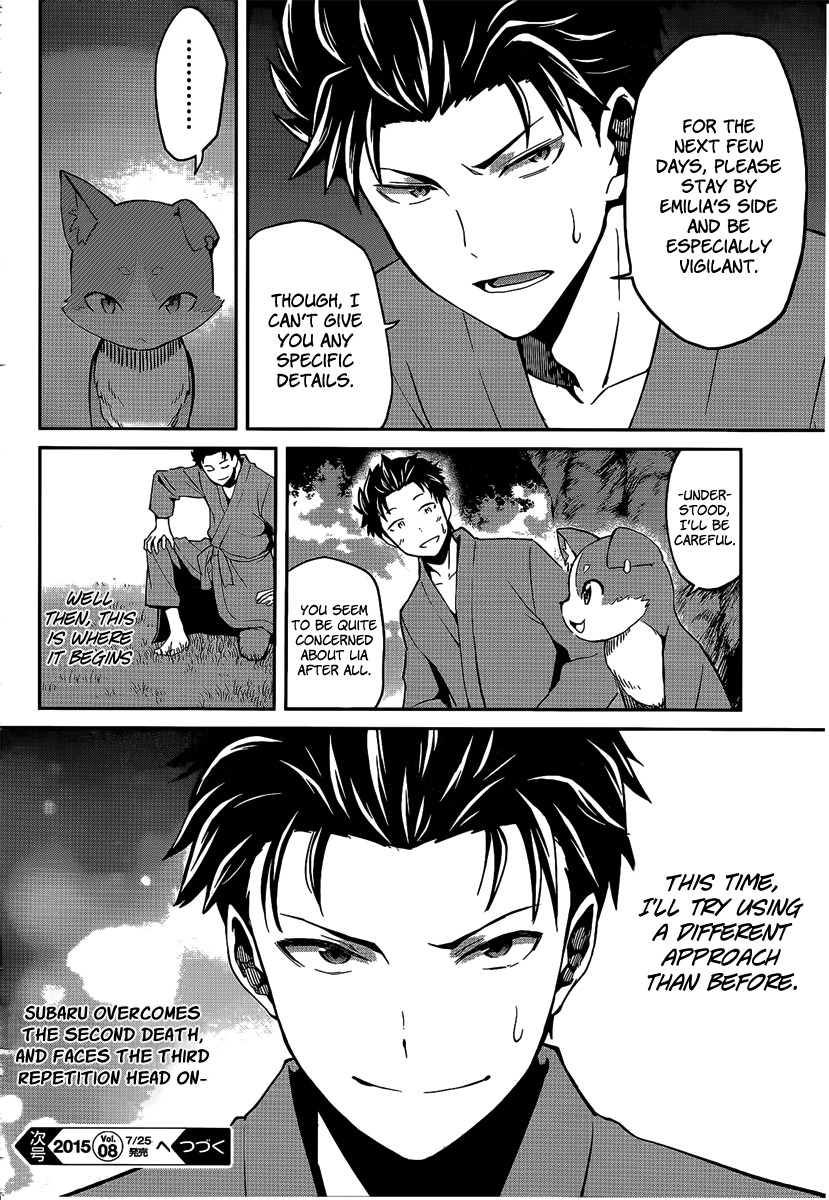 FOR THE
NEXT FEW
DAYS, PLEASE
STAY BY
EMILIA'S SIDE
AND BE
ESPECIALLY
VIGILANT.
THOUGH, I
CAN'T GIVE
YOU ANY
SPECIFIC
DETAILS.
………
-UNDER-
STOOD,
I'LL BE
CAREFUL.
YOU SEEM
TO BE QUITE
CONCERNED
ABOUT LIA
AFTER ALL.
WELL
THEN, THIS
IS WHERE
IT BEGINS
THIS TIME,
I'LL TRY USING
A DIFFERENT
APPROACH
THAN BEFORE.
SUBARU OVERCOMES
THE SECOND DEATH,
AND FACES THE THIRD
REPETITION HEAD ON-
次号 2015 Vol. 08 7/25 発売 へつづく